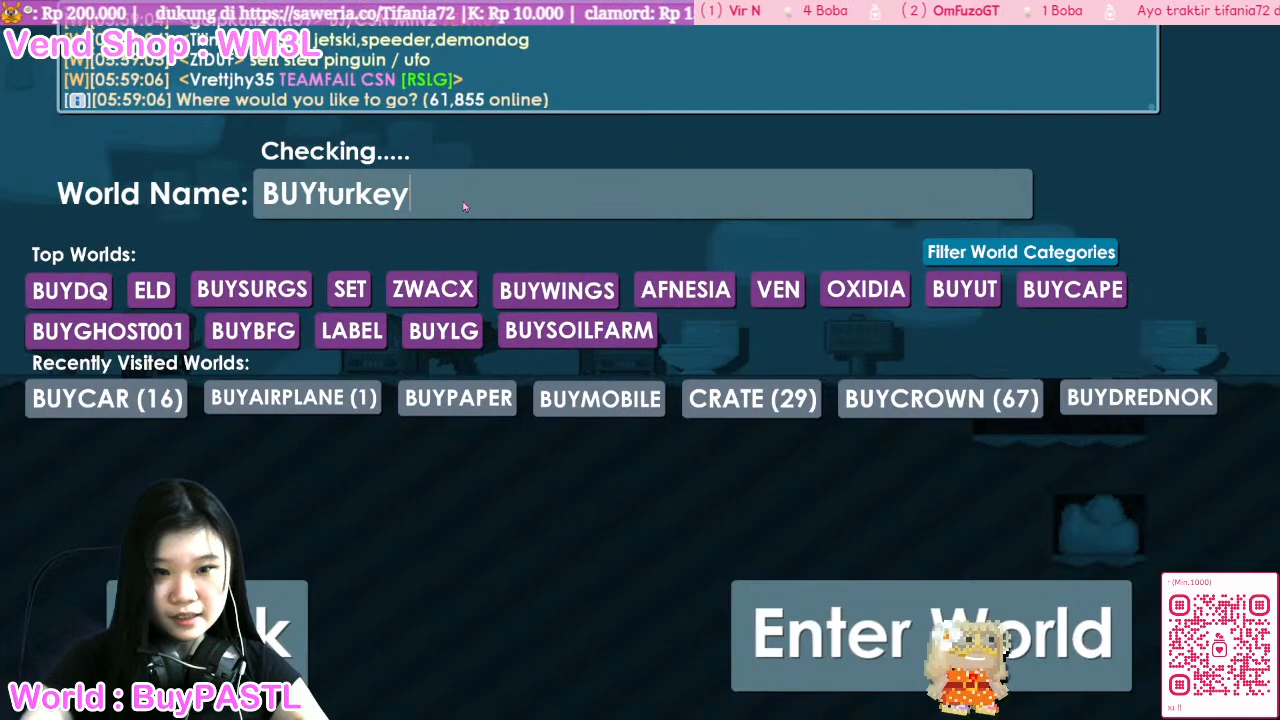 : Rp 200.000 | dukung di https://saweria.co/Tifania72 |K: Rp 10.000 | clamord: Rp 1
(1) Vir N 4 Boba (2) OmFuzoGT 1 Boba Ayo traktir tifania72 d
Vend Shop : WM3L
jetski,speeder,demondog
sell sled pinguin / ufo
[W][05:59:06] <Vrettjhy35 TEAMFAIL CSN [RSLG]>
[05:59:06] Where would you like to go? (61,855 online)
Checking.....
World Name: BUYturkey
Top Worlds:
Filter World Categories
BUYDQ ELD BUYSURGS SET ZWACX BUYWINGS AFNESIA VEN OXIDIA BUYUT BUYCAPE
BUYGHOST001 BUYBFG LABEL BUYLG BUYSOILFARM
Recently Visited Worlds:
BUYCAR (16) BUYAIRPLANE (1) BUYPAPER BUYMOBILE CRATE (29) BUYCROWN (67) BUYDREDNOK
k
Enter World
(Min.1000)
World : BuyPASTL